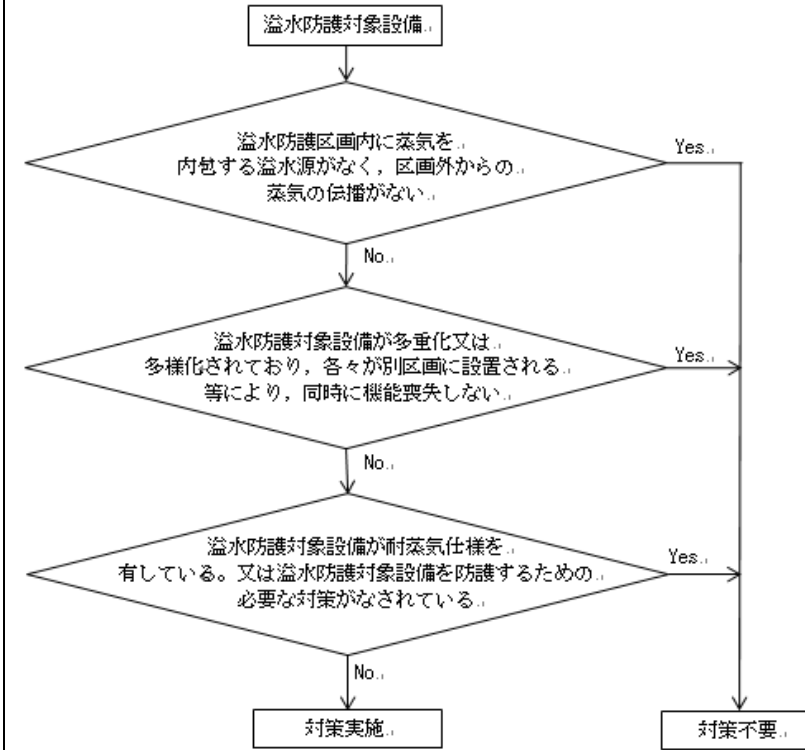 溢水防護対象設備
溢水防護区画内に蒸気を
内包する溢水源がなく，区画外からの
蒸気の伝播がない
Yes
No
溢水防護対象設備が多重化又は
多様化されており，各々が別区画に設置される
等により，同時に機能喪失しない
Yes
No
溢水防護対象設備が耐蒸気仕様を
有している。又は溢水防護対象設備を防護するための
必要な対策がなされている
Yes
No
対策実施
対策不要